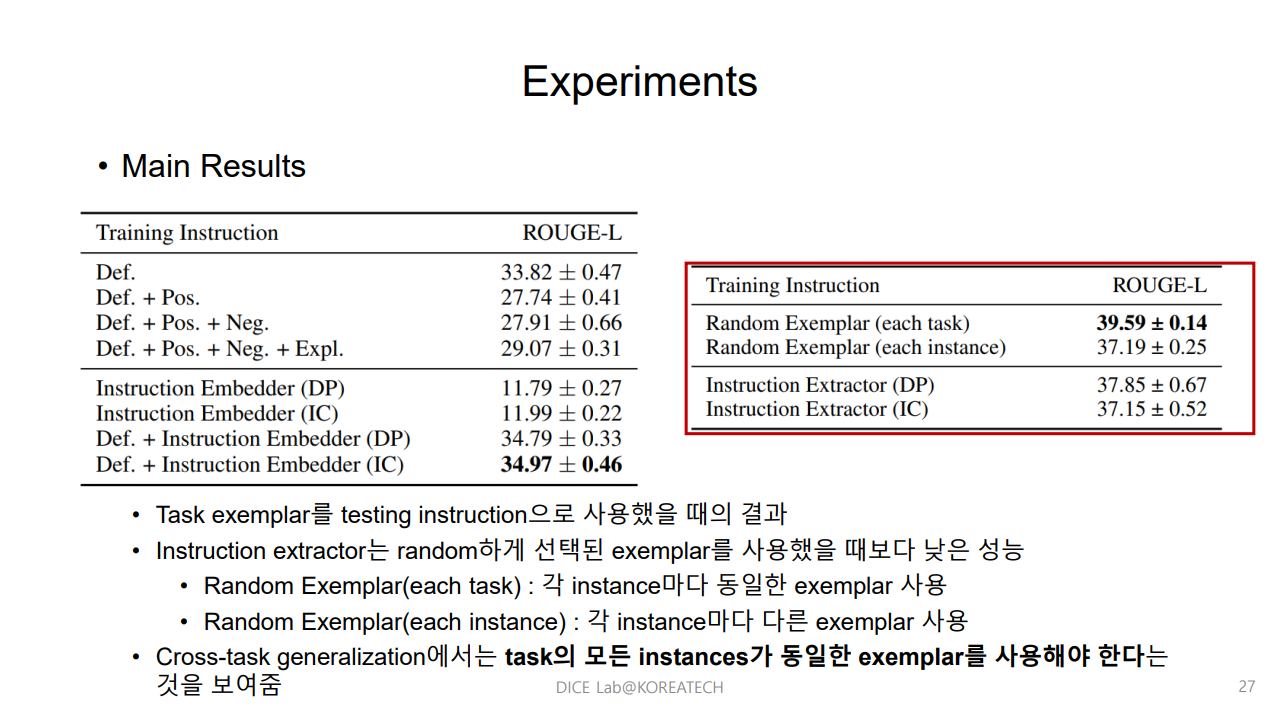 Experiments
• Main Results
Training Instruction ROUGE-L
Def. 33.82 ± 0.47
Def. + Pos. 27.74 ± 0.41
Def. + Pos. + Neg. 27.91 ± 0.66
Def. + Pos. + Neg. + Expl. 29.07 ± 0.31
Instruction Embedder (DP) 11.79 ± 0.27
Instruction Embedder (IC) 11.99 ± 0.22
Def. + Instruction Embedder (DP) 34.79 ± 0.33
Def. + Instruction Embedder (IC) 34.97 ± 0.46
Training Instruction ROUGE-L
Random Exemplar (each task) 39.59 ± 0.14
Random Exemplar (each instance) 37.19 ± 0.25
Instruction Extractor (DP) 37.85 ± 0.67
Instruction Extractor (IC) 37.15 ± 0.52
• Task exemplar를 testing instruction으로 사용했을 때의 결과
• Instruction extractor는 random하게 선택된 exemplar를 사용했을 때보다 낮은 성능
• Random Exemplar(each task) : 각 instance마다 동일한 exemplar 사용
• Random Exemplar(each instance) : 각 instance마다 다른 exemplar 사용
• Cross-task generalization에서는 task의 모든 instances가 동일한 exemplar를 사용해야 한다는
것을 보여줌
DICE Lab@KOREATECH
27